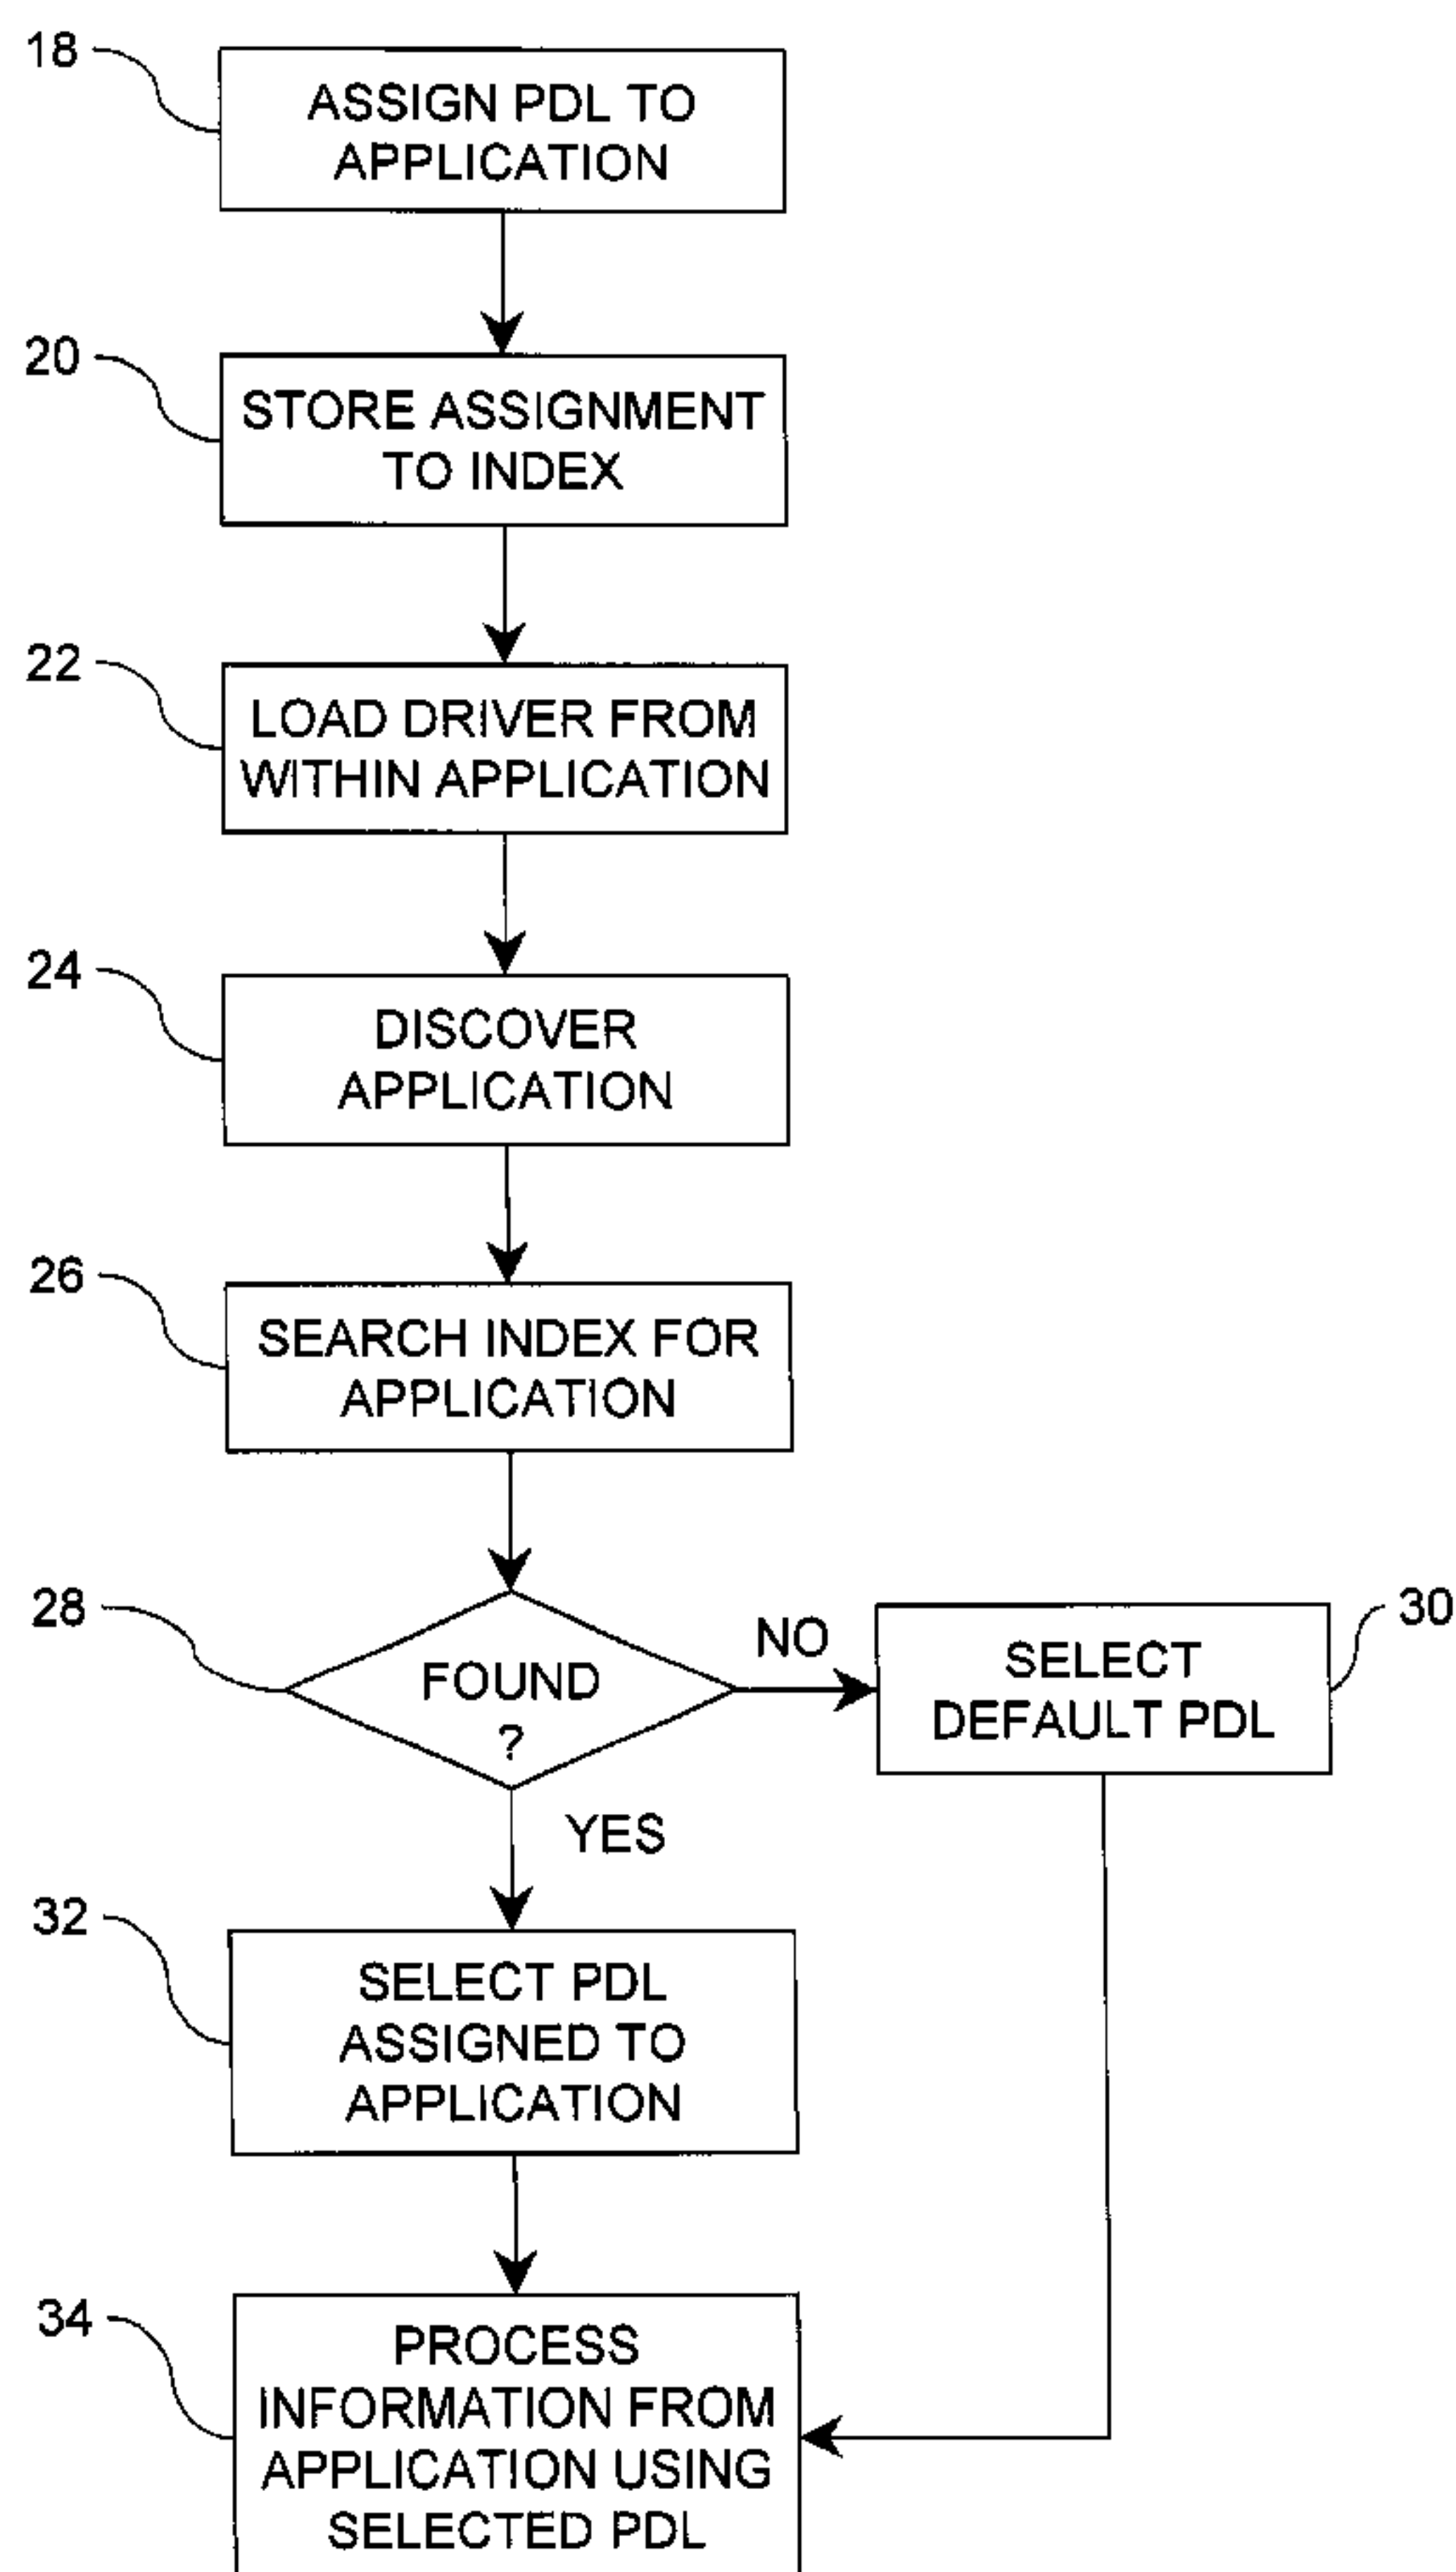 18
ASSIGN PDL TO
APPLICATION
20
STORE ASSIGNMENT
TO INDEX
22
LOAD DRIVER FROM
WITHIN APPLICATION
24
DISCOVER
APPLICATION
26
SEARCH INDEX FOR
APPLICATION
28
FOUND
?
NO
30
SELECT
DEFAULT PDL
YES
32
SELECT PDL
ASSIGNED TO
APPLICATION
34
PROCESS
INFORMATION FROM
APPLICATION USING
SELECTED PDL